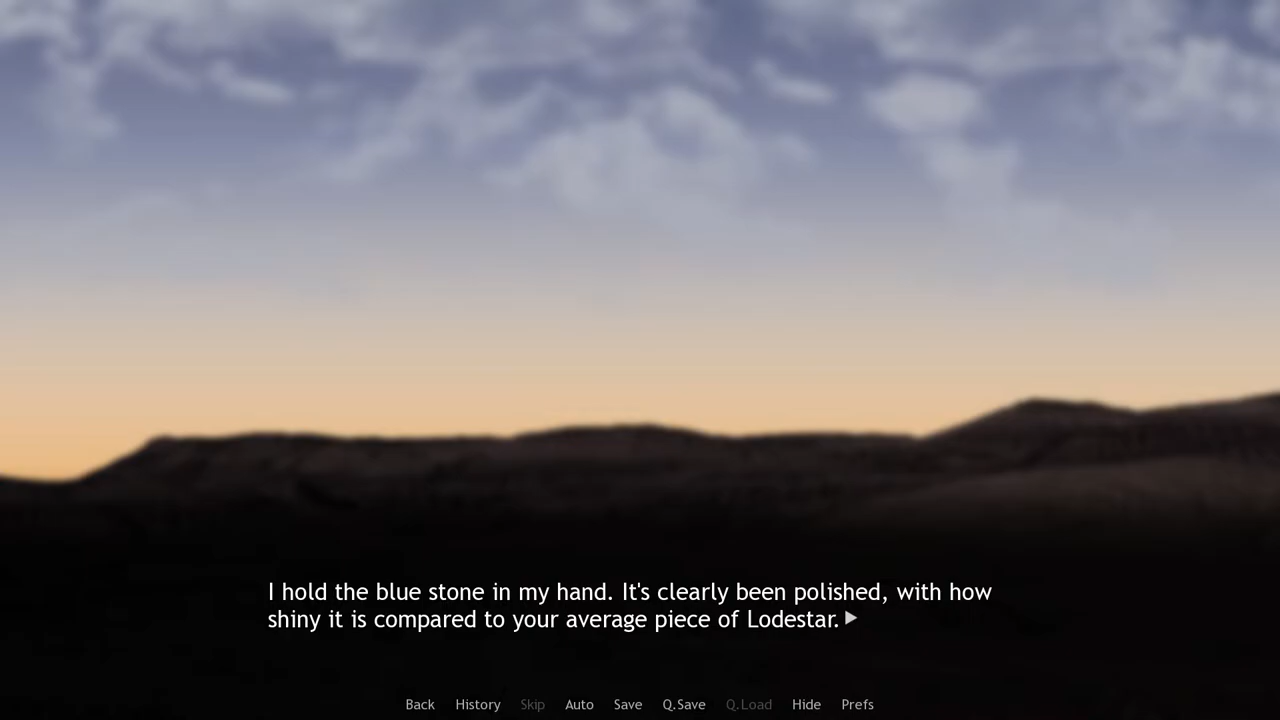 I hold the blue stone in my hand. It's clearly been polished, with how
shiny it is compared to your average piece of Lodestar.
Back History Skip Auto Save Q.Save Q.Load Hide Prefs